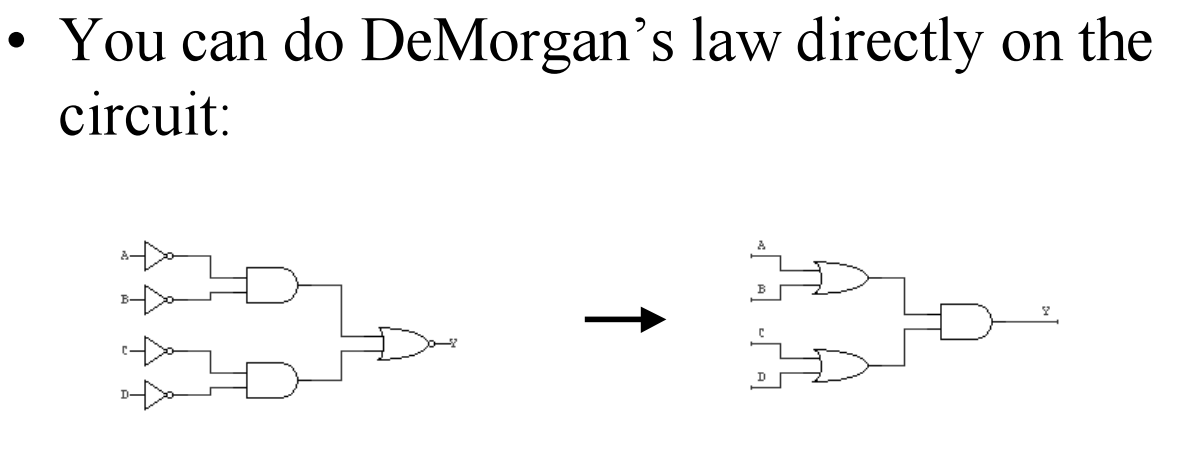 • You can do DeMorgan’s law directly on the
circuit:
A
B
C
D
Y
A
B
C
D
Y